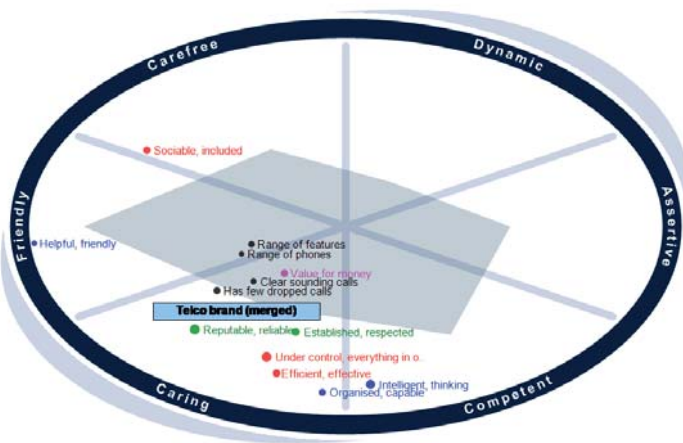 Carefree
Dynamic
Sociable, included
Friendly
Assertive
Helpful, friendly
Range of features
Range of phones
Value for money
Clear sounding calls
Has few dropped calls
Telco brand (merged)
Reputable, reliable
Established, respected
Under control, everything in o.
Efficient, effective
Intelligent, thinking
Organised, capable
Caring
Competent